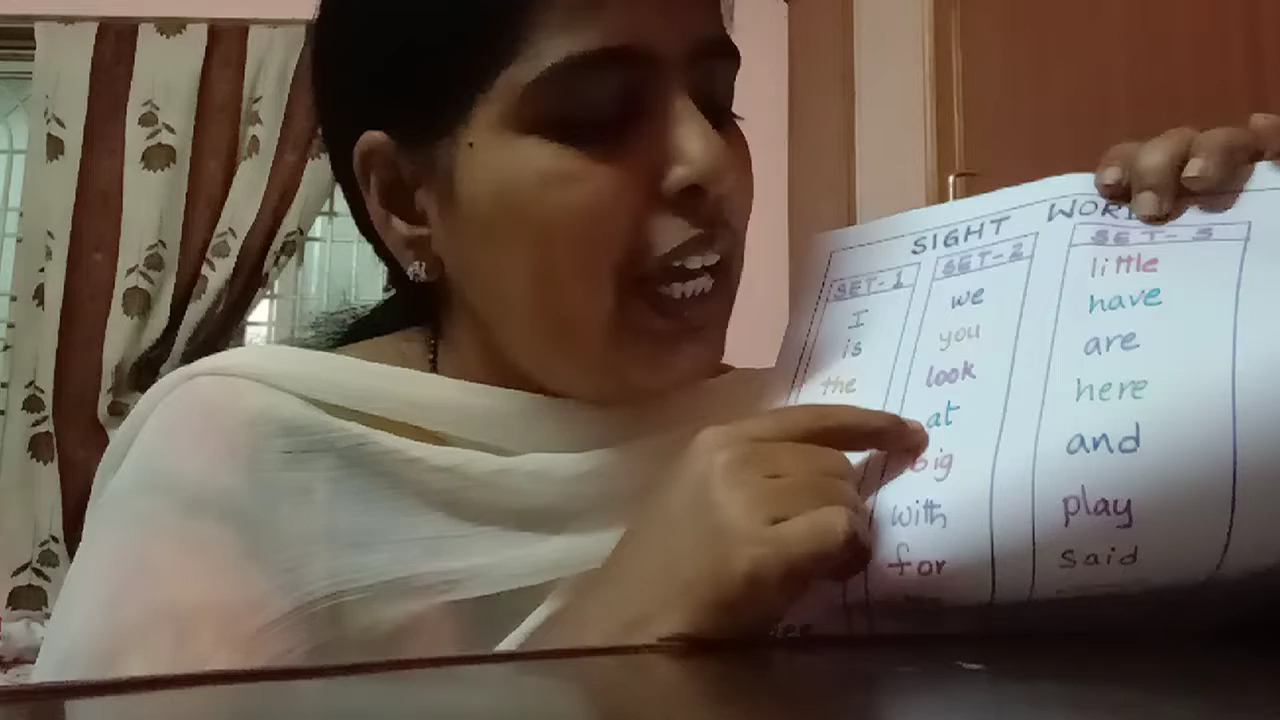 SIGHT WOR
SET-1
I
is
the
SET-2
we
you
look
at
big
with
for
SET-3
little
have
are
here
and
play
said